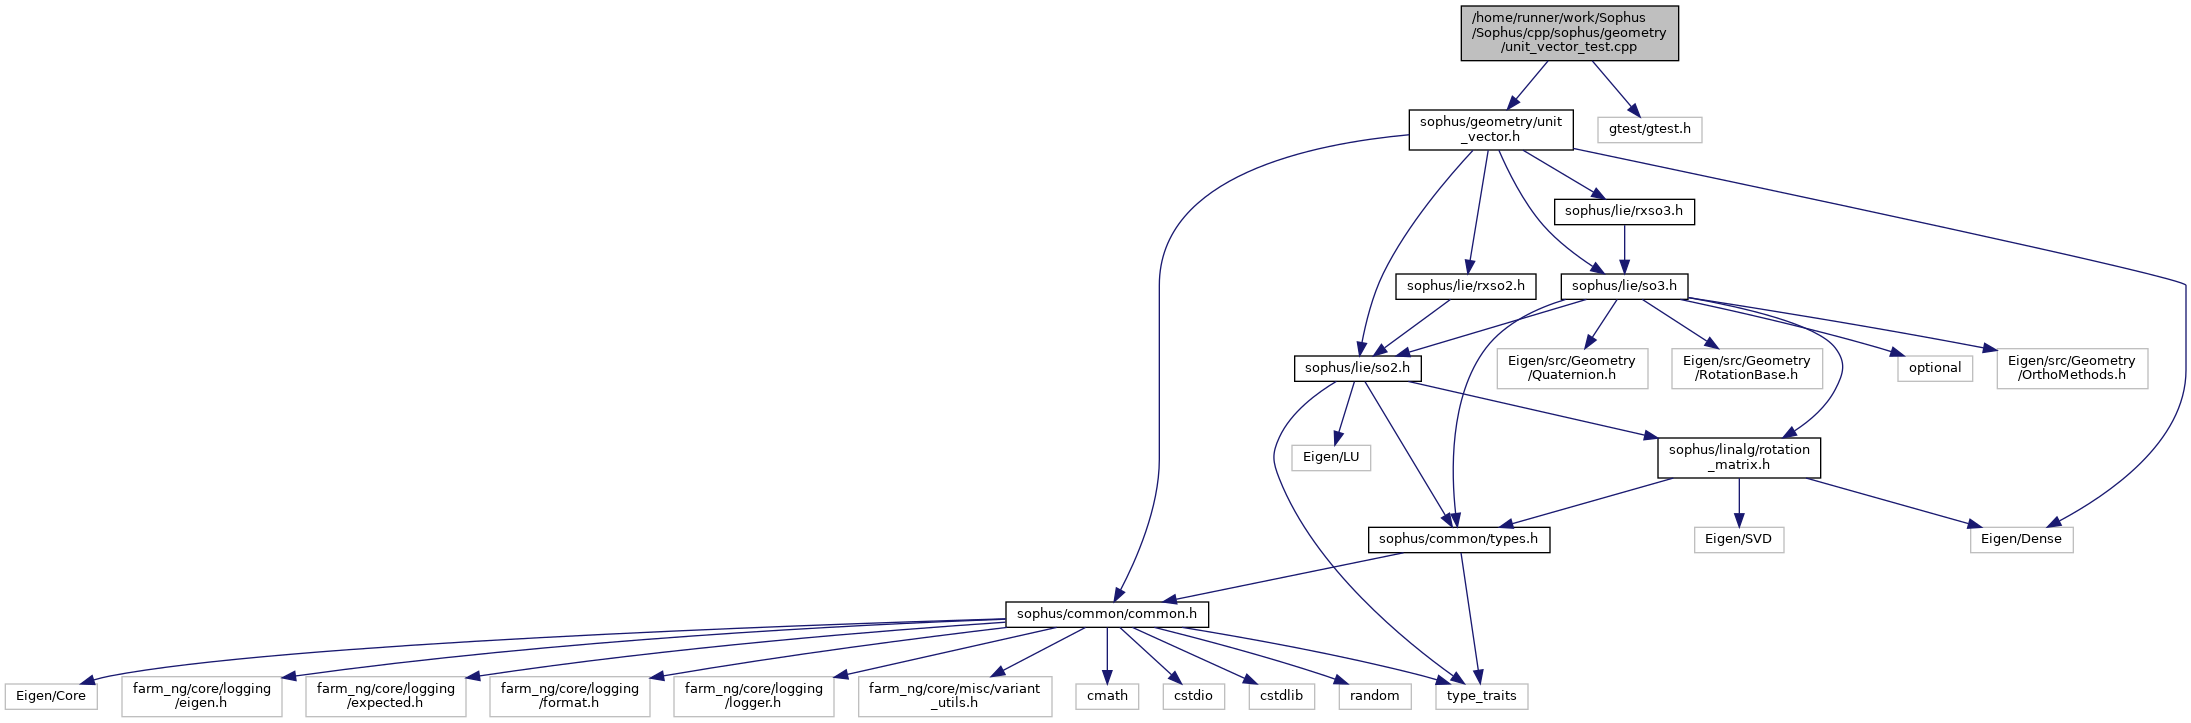 /home/runner/work/Sophus
/Sophus/cpp/sophus/geometry
/unit_vector_test.cpp
sophus/geometry/unit
_vector.h
gtest/gtest.h
sophus/lie/rxso3.h
sophus/lie/rxso2.h
sophus/lie/so3.h
sophus/lie/so2.h
Eigen/src/Geometry
/Quaternion.h
Eigen/src/Geometry
/RotationBase.h
optional
Eigen/src/Geometry
/OrthoMethods.h
Eigen/LU
sophus/linalg/rotation
_matrix.h
sophus/common/types.h
Eigen/SVD
Eigen/Dense
sophus/common/common.h
Eigen/Core
farm_ng/core/logging
/eigen.h
farm_ng/core/logging
/expected.h
farm_ng/core/logging
/format.h
farm_ng/core/logging
/logger.h
farm_ng/core/misc/variant
_utils.h
cmath
cstdio
cstdlib
random
type_traits